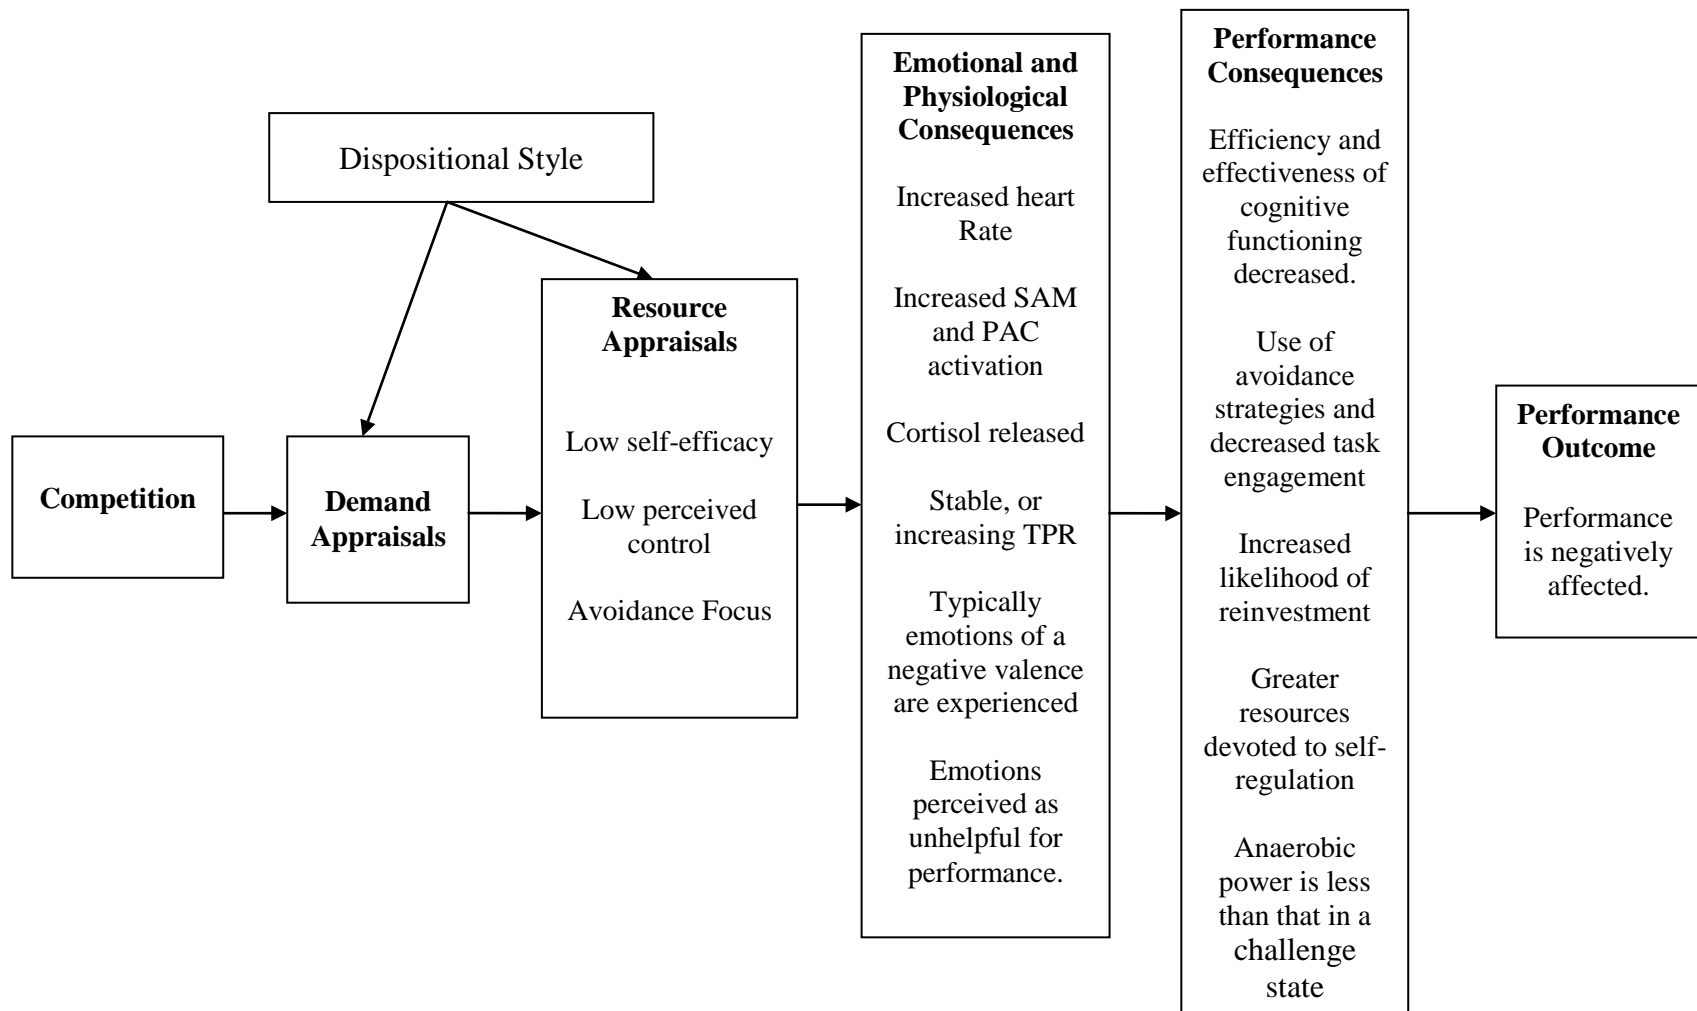 Dispositional Style
Competition
Demand
Appraisals
Resource
Appraisals
Low self-efficacy
Low perceived
control
Avoidance Focus
Emotional and
Physiological
Consequences
Increased heart
Rate
Increased SAM
and PAC
activation
Cortisol released
Stable, or
increasing TPR
Typically
emotions of a
negative valence
are experienced
Emotions
perceived as
unhelpful for
performance.
Performance
Consequences
Efficiency and
effectiveness of
cognitive
functioning
decreased.
Use of
avoidance
strategies and
decreased task
engagement
Increased
likelihood of
reinvestment
Greater
resources
devoted to self-
regulation
Anaerobic
power is less
than that in a
challenge
state
Performance
Outcome
Performance
is negatively
affected.